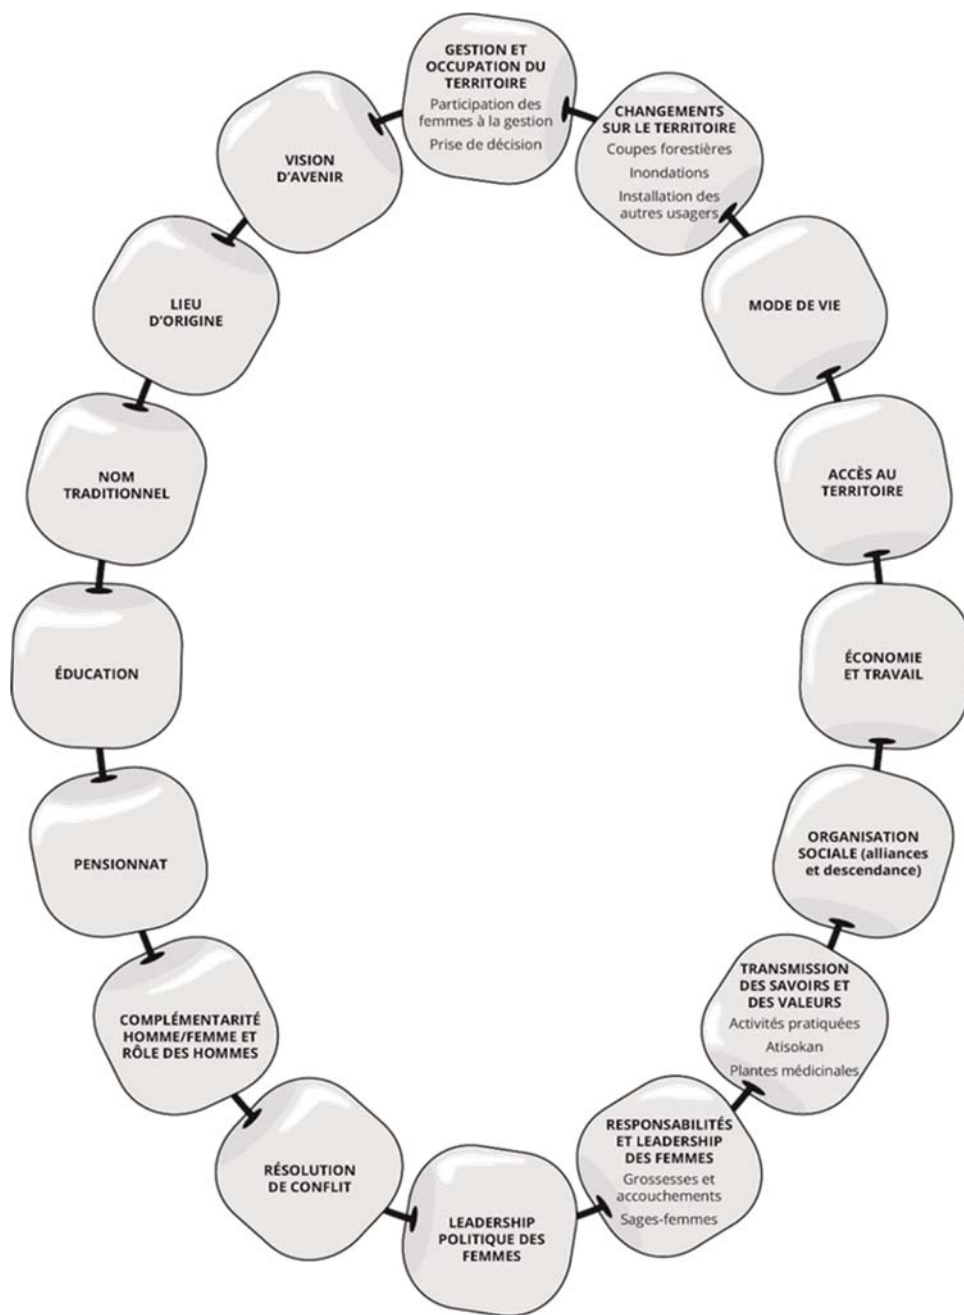 GESTION ET
OCCUPATION DU
TERRITOIRE
Participation des
femmes à la gestion
Prise de décision
CHANGEMENTS
SUR LE TERRITOIRE
Coupes forestières
Inondations
Installation des
autres usagers
MODE DE VIE
ACCÈS AU
TERRITOIRE
ÉCONOMIE
ET TRAVAIL
ORGANISATION
SOCIALE (alliances
et descendance)
TRANSMISSION
DES SAVOIRS ET
DES VALEURS
Activités pratiquées
Atisokan
Plantes médicinales
RESPONSABILITÉS
ET LEADERSHIP
DES FEMMES
Grossesses et
accouchements
Sages-femmes
LEADERSHIP
POLITIQUE DES
FEMMES
RÉSOLUTION
DE CONFLIT
COMPLÉMENTARITÉ
HOMME/FEMME ET
RÔLE DES HOMMES
PENSIONNAT
ÉDUCATION
NOM
TRADITIONNEL
LIEU
D'ORIGINE
VISION
D'AVENIR